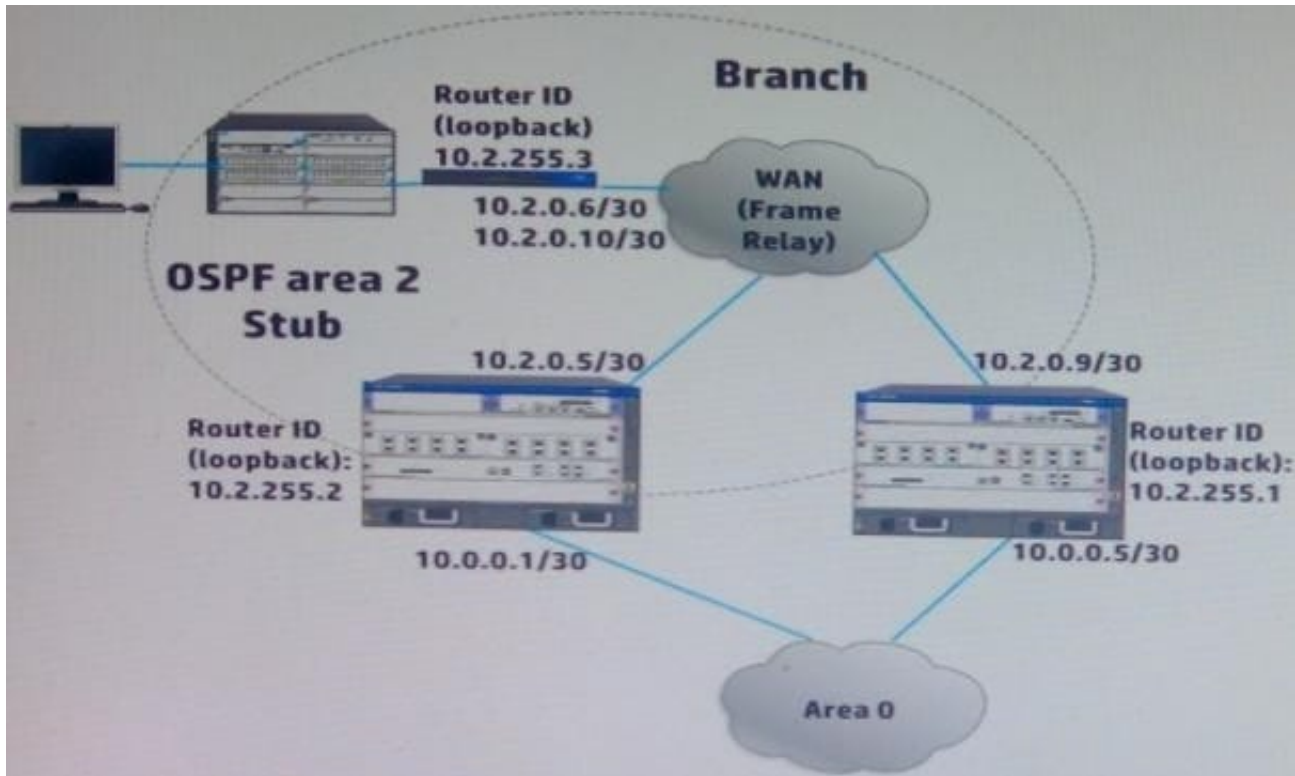 Branch
Router ID
(loopback)
10.2.255.3
WAN
(Frame
Relay)
10.2.0.6/30
10.2.0.10/30
OSPF area 2
Stub
10.2.0.5/30
10.2.0.9/30
Router ID
(loopback):
10.2.255.2
Router ID
(loopback):
10.2.255.1
10.0.0.1/30
10.0.0.5/30
Area 0